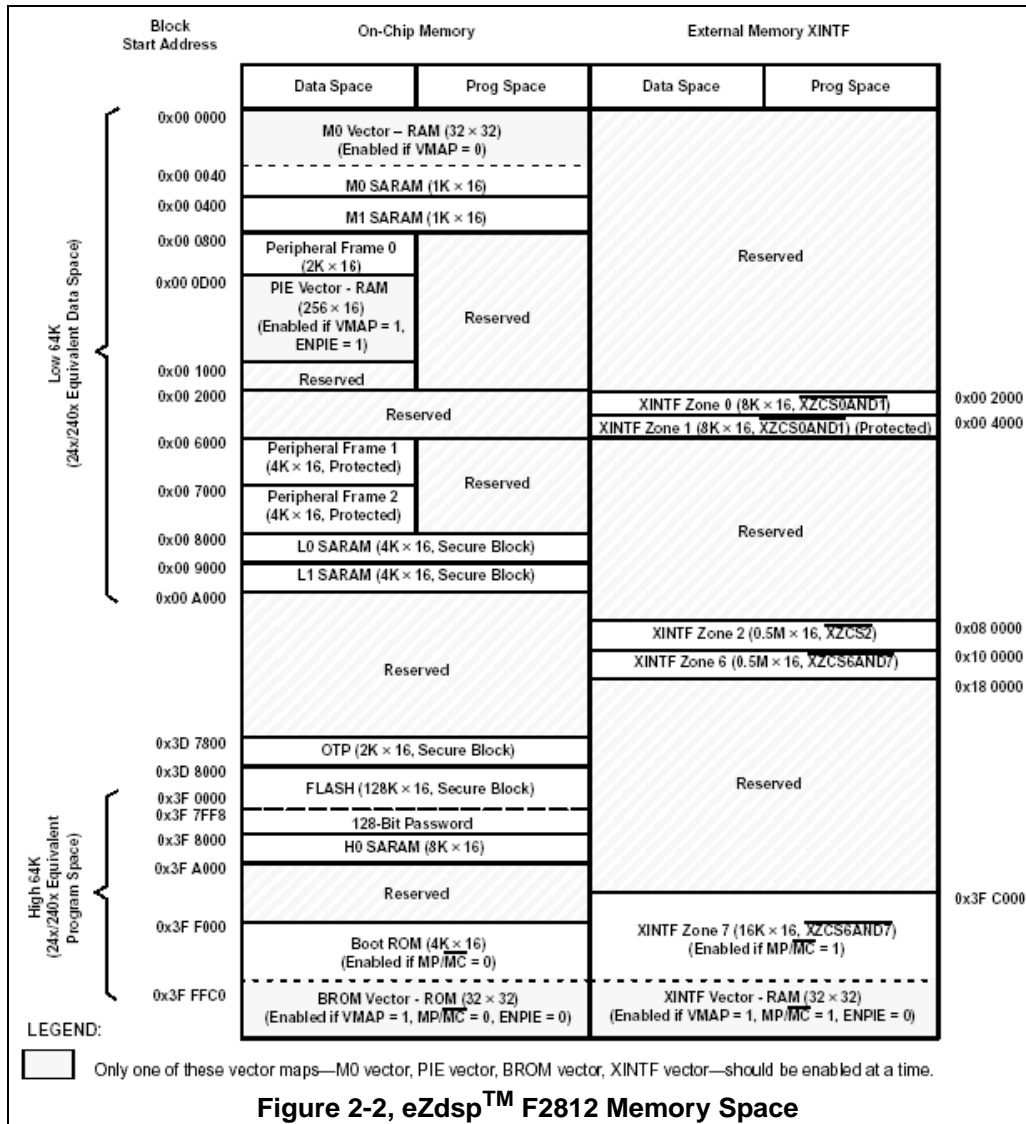 Block
Start Address
On-Chip Memory
External Memory XINTF
Data Space
Prog Space
Data Space
Prog Space
0x00 0000
M0 Vector – RAM (32 × 32)
(Enabled if VMAP = 0)
0x00 0040
M0 SARAM (1K × 16)
0x00 0400
M1 SARAM (1K × 16)
0x00 0800
Peripheral Frame 0
(2K × 16)
0x00 0D00
PIE Vector - RAM
(256 × 16)
(Enabled if VMAP = 1,
ENPIE = 1)
Reserved
Reserved
0x00 1000
Reserved
0x00 2000
Reserved
XINTF Zone 0 (8K × 16, XZCS0AND1)
0x00 2000
XINTF Zone 1 (8K × 16, XZCS0AND1) (Protected)
0x00 4000
Low 64K
(24x/240x Equivalent Data Space)
0x00 6000
Peripheral Frame 1
(4K × 16, Protected)
Reserved
0x00 7000
Peripheral Frame 2
(4K × 16, Protected)
0x00 8000
L0 SARAM (4K × 16, Secure Block)
Reserved
0x00 9000
L1 SARAM (4K × 16, Secure Block)
0x00 A000
Reserved
XINTF Zone 2 (0.5M × 16, XZCS2)
0x08 0000
XINTF Zone 6 (0.5M × 16, XZCS6AND7)
0x10 0000
0x18 0000
0x3D 7800
OTP (2K × 16, Secure Block)
0x3D 8000
FLASH (128K × 16, Secure Block)
Reserved
0x3F 0000
0x3F 7FF8
128-Bit Password
0x3F 8000
H0 SARAM (8K × 16)
0x3F A000
Reserved
0x3F C000
High 64K
(24x/240x Equivalent
Program Space)
0x3F F000
Boot ROM (4K × 16)
(Enabled if MP/MC = 0)
XINTF Zone 7 (16K × 16, XZCS6AND7)
(Enabled if MP/MC = 1)
0x3F FFC0
BROM Vector - ROM (32 × 32)
(Enabled if VMAP = 1, MP/MC = 0, ENPIE = 0)
XINTF Vector - RAM (32 × 32)
(Enabled if VMAP = 1, MP/MC = 1, ENPIE = 0)
LEGEND:
Only one of these vector maps—M0 vector, PIE vector, BROM vector, XINTF vector—should be enabled at a time.
Figure 2-2, eZdsp™ F2812 Memory Space